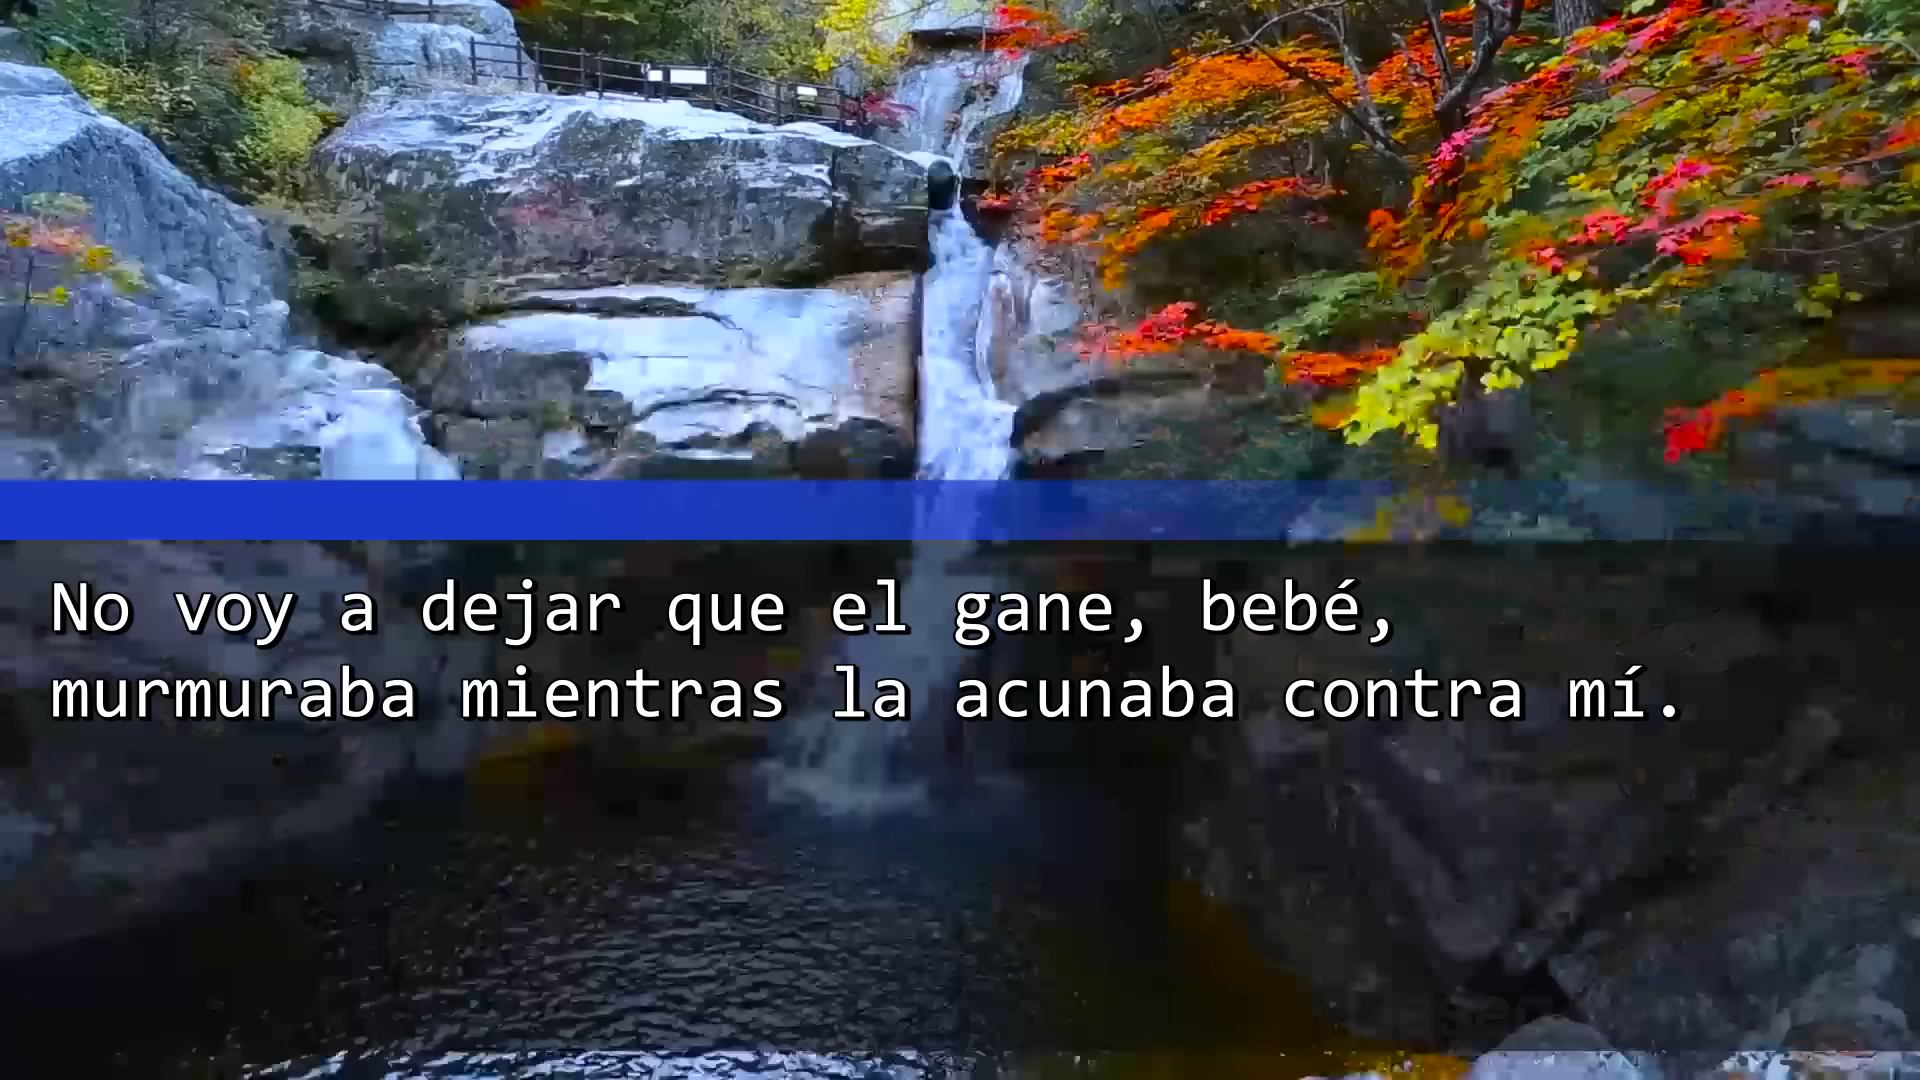 No voy a dejar que el gane, bebé,
murmuraba mientras la acunaba contra mí.